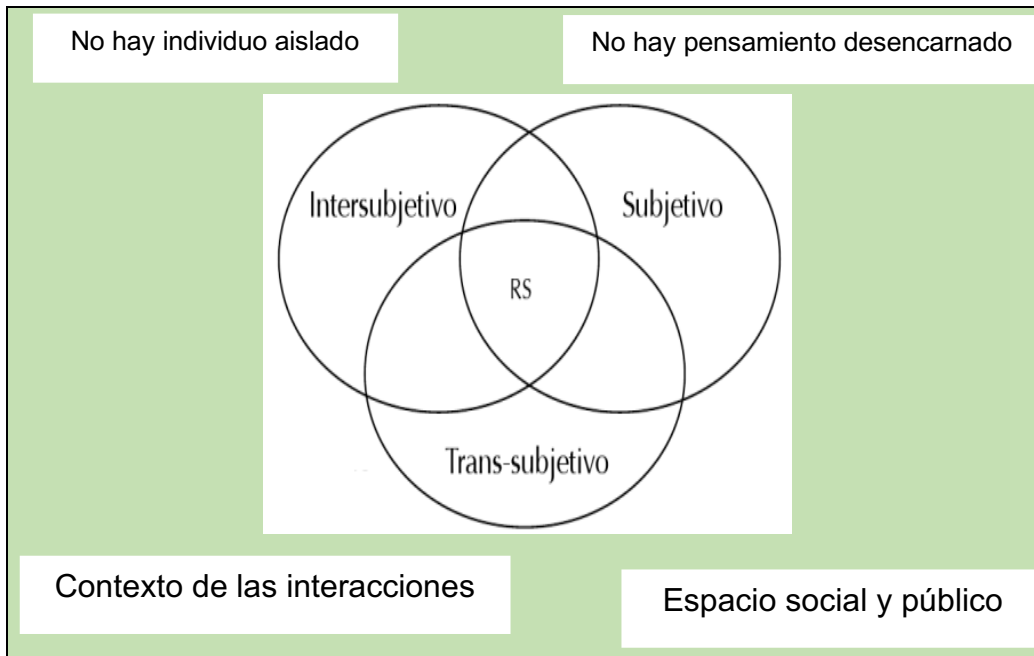 No hay individuo aislado
No hay pensamiento desencarnado
Intersubjetivo
Subjetivo
RS
Trans-subjetivo
Contexto de las interacciones
Espacio social y público